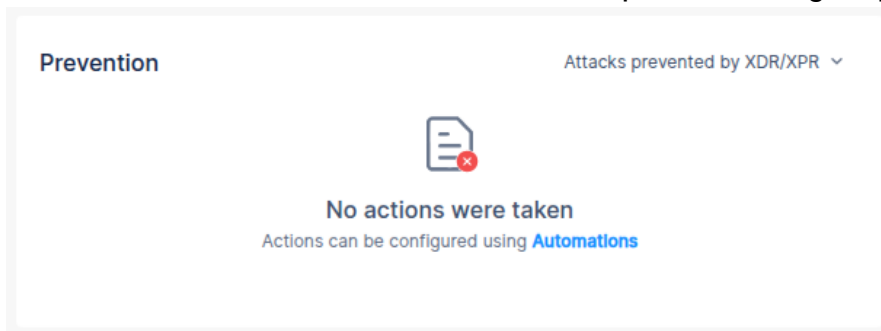 Prevention
Attacks prevented by XDR/XPR
No actions were taken
Actions can be configured using Automations